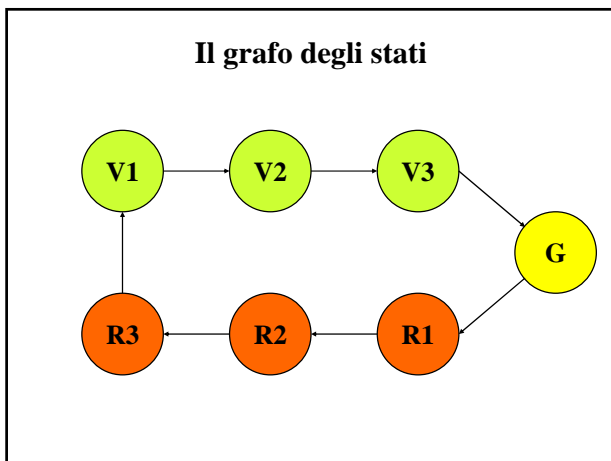 Il grafo degli stati
V1 V2 V3
G
R3 R2 R1